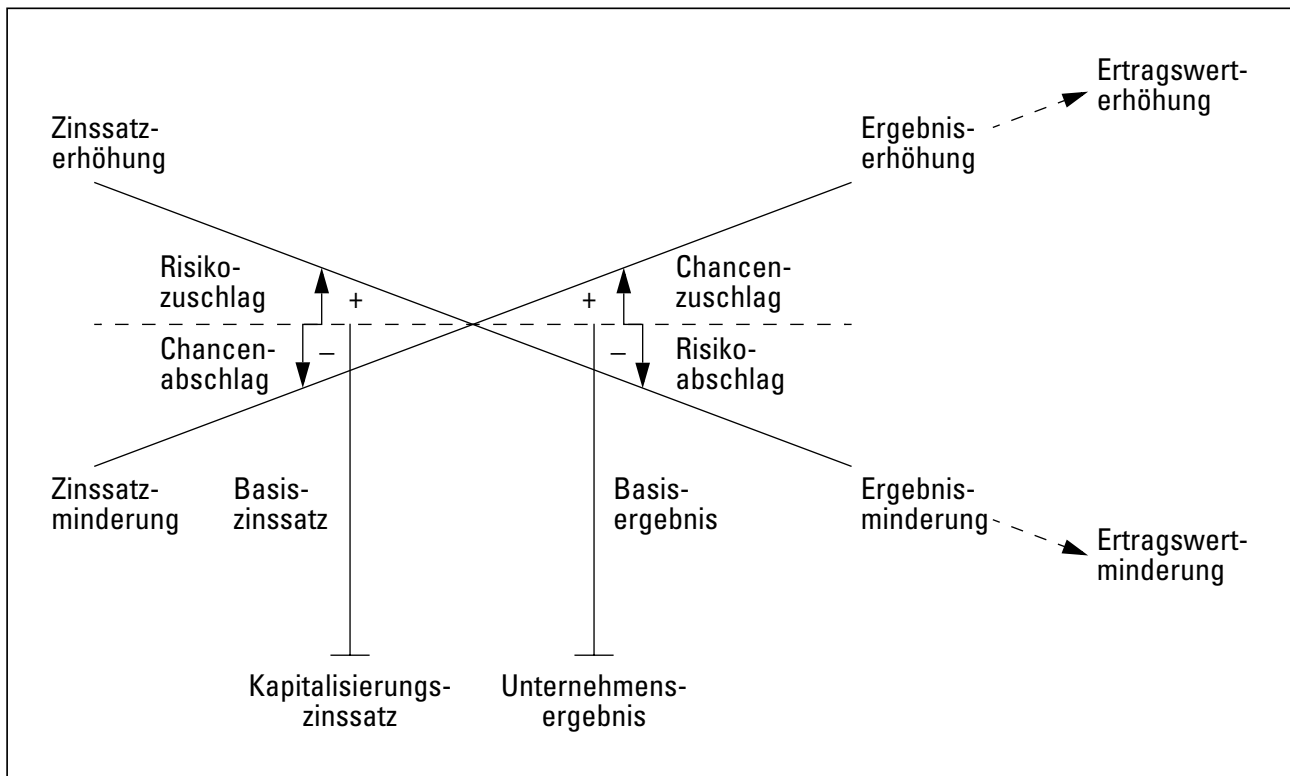 Ertragswert-
erhöhung
Zinssatz-
erhöhung
Ergebnis-
erhöhung
Risiko-
zuschlag
+
+
Chancen-
zuschlag
Chancen-
abschlag
–
–
Risiko-
abschlag
Zinssatz-
minderung
Basis-
zinssatz
Basis-
ergebnis
Ergebnis-
minderung
Ertragswert-
minderung
Kapitalisierungs-
zinssatz
Unternehmens-
ergebnis